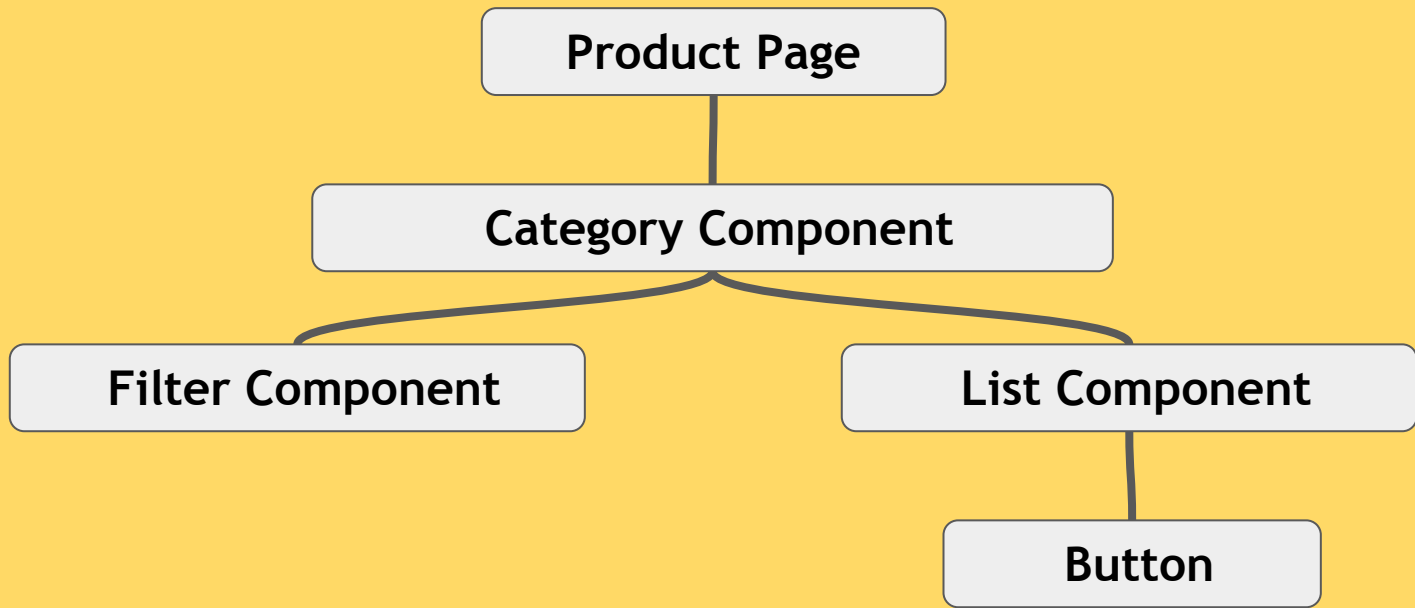 Product Page
Category Component
Filter Component
List Component
Button